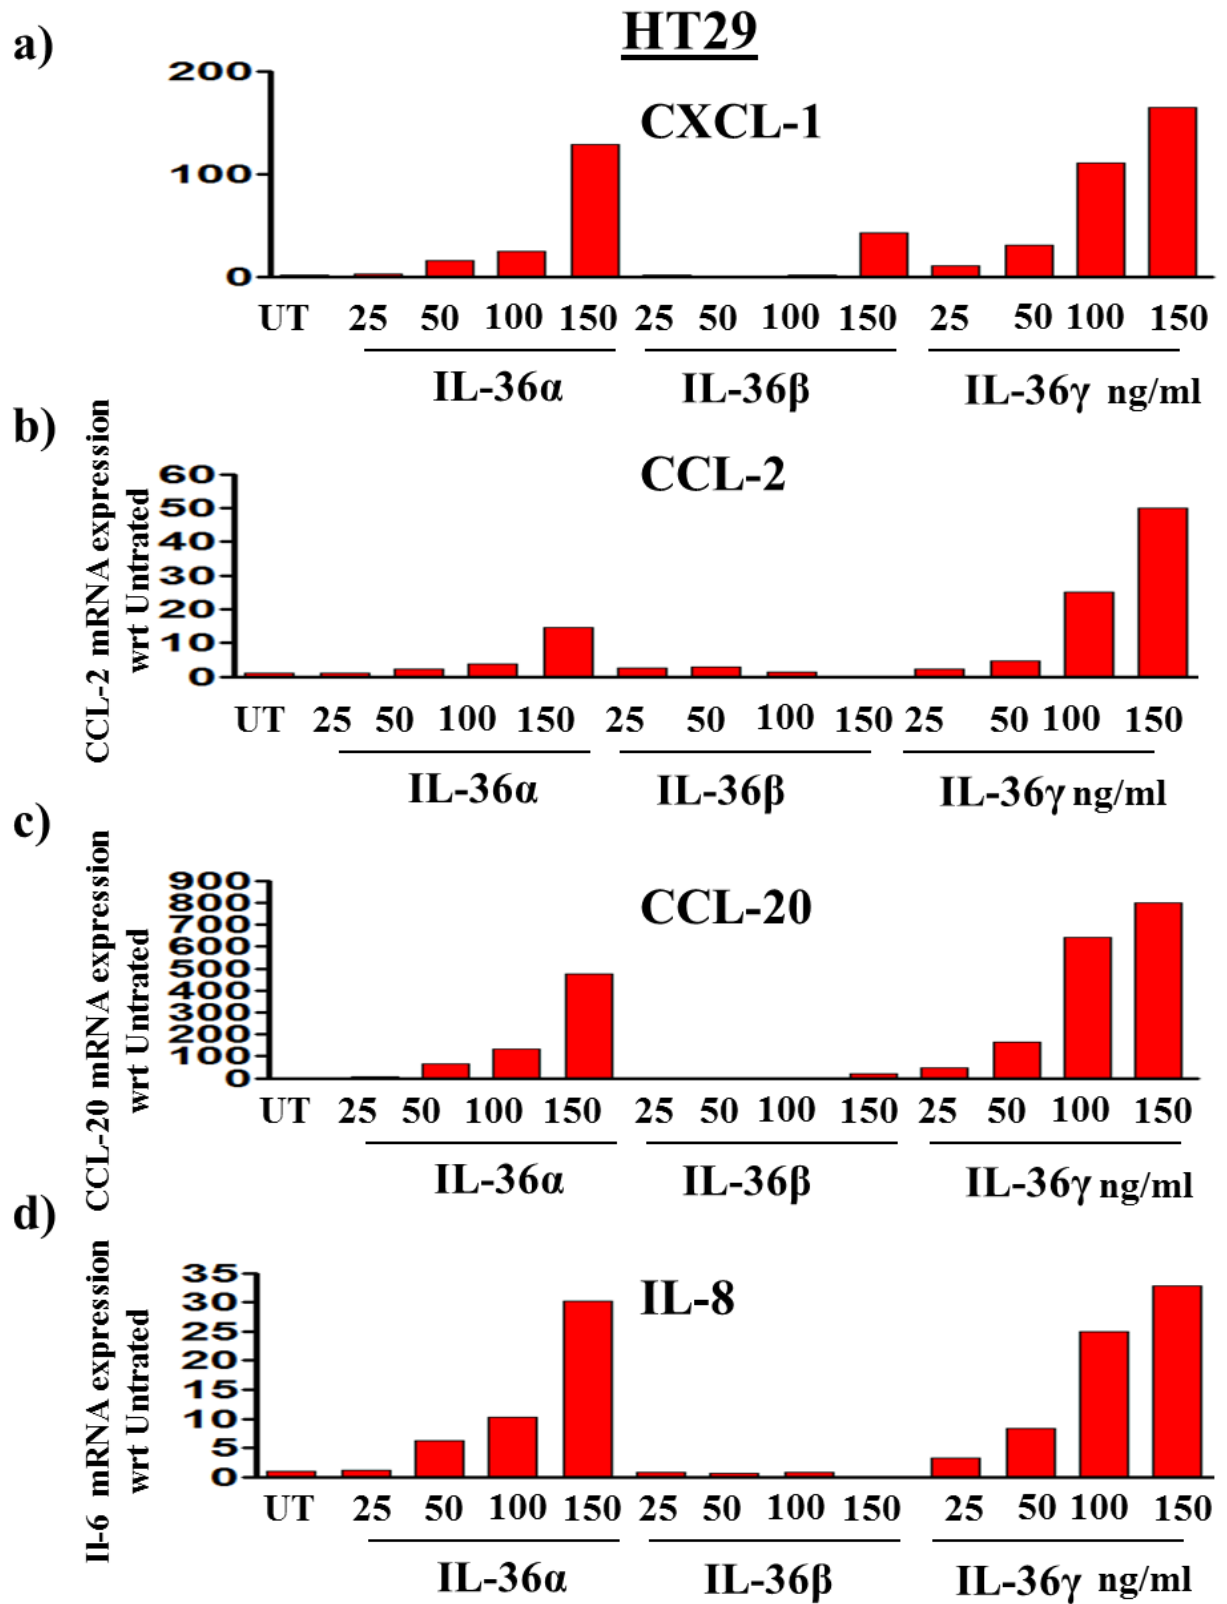 a)
HT29
CXCL-1
200
100
0
UT 25 50 100 150 25 50 100 150 25 50 100 150
IL-36α IL-36β IL-36γ ng/ml
b)
CCL-2 mRNA expression
wrt Untrated
CCL-2
60
50
40
30
20
10
0
UT 25 50 100 150 25 50 100 150 25 50 100 150
IL-36α IL-36β IL-36γ ng/ml
c)
CCL-20 mRNA expression
wrt Untrated
CCL-20
900
800
700
600
500
400
300
200
100
0
UT 25 50 100 150 25 50 100 150 25 50 100 150
IL-36α IL-36β IL-36γ ng/ml
d)
Il-6 mRNA expression
wrt Untrated
IL-8
35
30
25
20
15
10
5
0
UT 25 50 100 150 25 50 100 150 25 50 100 150
IL-36α IL-36β IL-36γ ng/ml